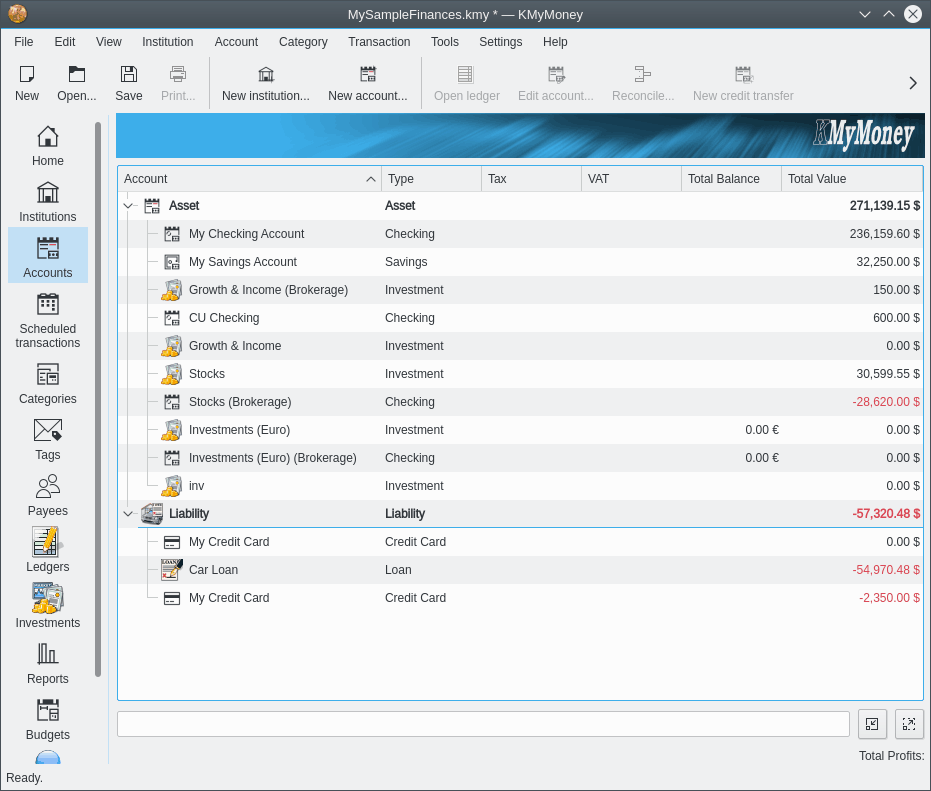 MySampleFinances.kmy * — KMyMoney
File Edit View Institution Account Category Transaction Tools Settings Help
New Open... Save Print... New institution... New account... Open ledger Edit account... Reconcile... New credit transfer
KMyMoney
Home
Institutions
Accounts
Scheduled
transactions
Categories
Tags
Payees
Ledgers
Investments
Reports
Budgets
Account Type Tax VAT Total Balance Total Value
Asset Asset 271,139.15 $
My Checking Account Checking 236,159.60 $
My Savings Account Savings 32,250.00 $
Growth & Income (Brokerage) Investment 150.00 $
CU Checking Checking 600.00 $
Growth & Income Investment 0.00 $
Stocks Investment 30,599.55 $
Stocks (Brokerage) Checking -28,620.00 $
Investments (Euro) Investment 0.00 € 0.00 $
Investments (Euro) (Brokerage) Checking 0.00 € 0.00 $
inv Investment 0.00 $
Liability Liability -57,320.48 $
My Credit Card Credit Card 0.00 $
Car Loan Loan -54,970.48 $
My Credit Card Credit Card -2,350.00 $
Total Profits:
Ready.